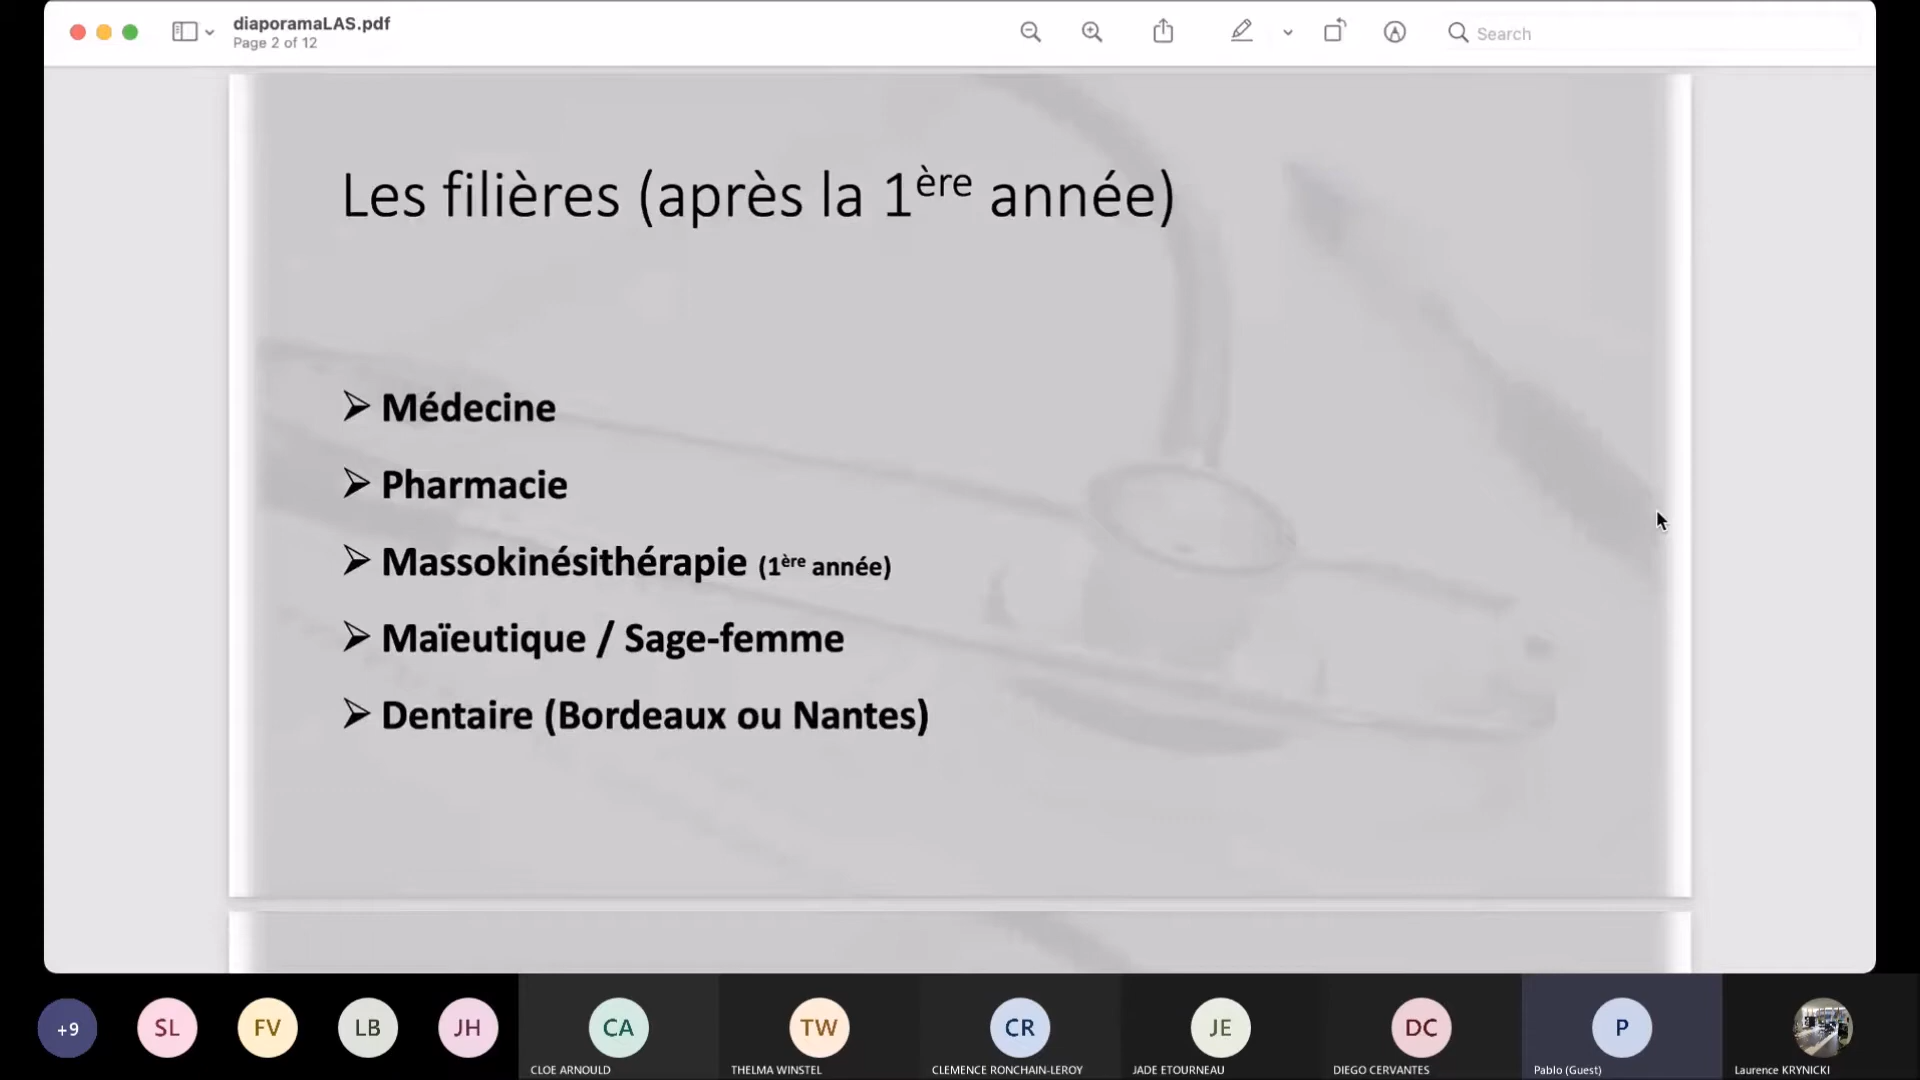 diaporamaLAS.pdf
Page 2 of 12
Search
Les filières (après la 1ère année)
➢ Médecine
➢ Pharmacie
➢ Massokinésithérapie (1ère année)
➢ Maïeutique / Sage-femme
➢ Dentaire (Bordeaux ou Nantes)
+9
SL
FV
LB
JH
CA
TW
CR
JE
DC
P
CLOE ARNOULD
THELMA WINSTEL
CLEMENCE RONCHAIN-LEROY
JADE ETOURNEAU
DIEGO CERVANTES
Pablo (Guest)
Laurence KRYNICKI